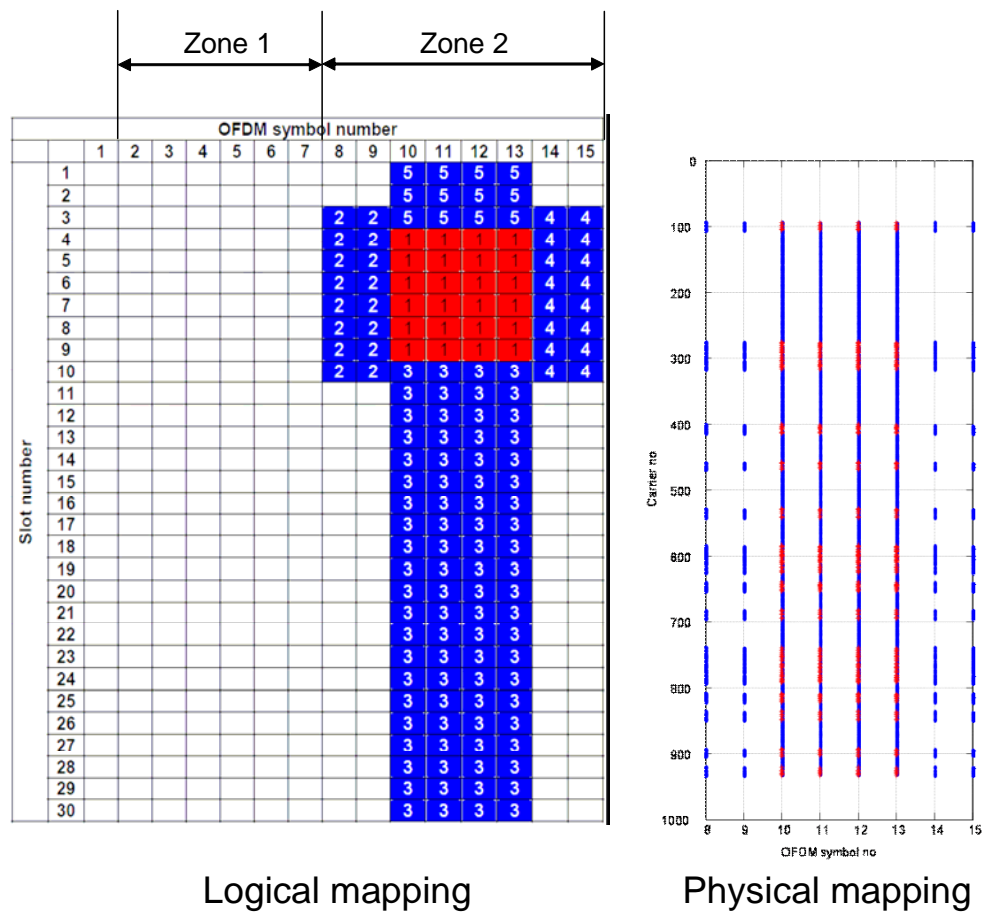 Zone 1 Zone 2
OFDM symbol number
1 2 3 4 5 6 7 8 9 10 11 12 13 14 15
1 5 5 5 5
2 5 5 5 5
3 2 2 5 5 5 5 4 4
4 2 2 1 1 1 1 4 4
5 2 2 1 1 1 1 4 4
6 2 2 1 1 1 1 4 4
7 2 2 1 1 1 1 4 4
8 2 2 1 1 1 1 4 4
9 2 2 1 1 1 1 4 4
10 2 2 3 3 3 3 4 4
11 3 3 3 3
12 3 3 3 3
13 3 3 3 3
14 3 3 3 3
15 3 3 3 3
16 3 3 3 3
17 3 3 3 3
18 3 3 3 3
19 3 3 3 3
20 3 3 3 3
21 3 3 3 3
22 3 3 3 3
23 3 3 3 3
24 3 3 3 3
25 3 3 3 3
26 3 3 3 3
27 3 3 3 3
28 3 3 3 3
29 3 3 3 3
30 3 3 3 3
Slot number
Logical mapping
0
100
200
300
400
500
600
700
800
900
1000
Carrier no
8 9 10 11 12 13 14 15
OFDM symbol no
Physical mapping